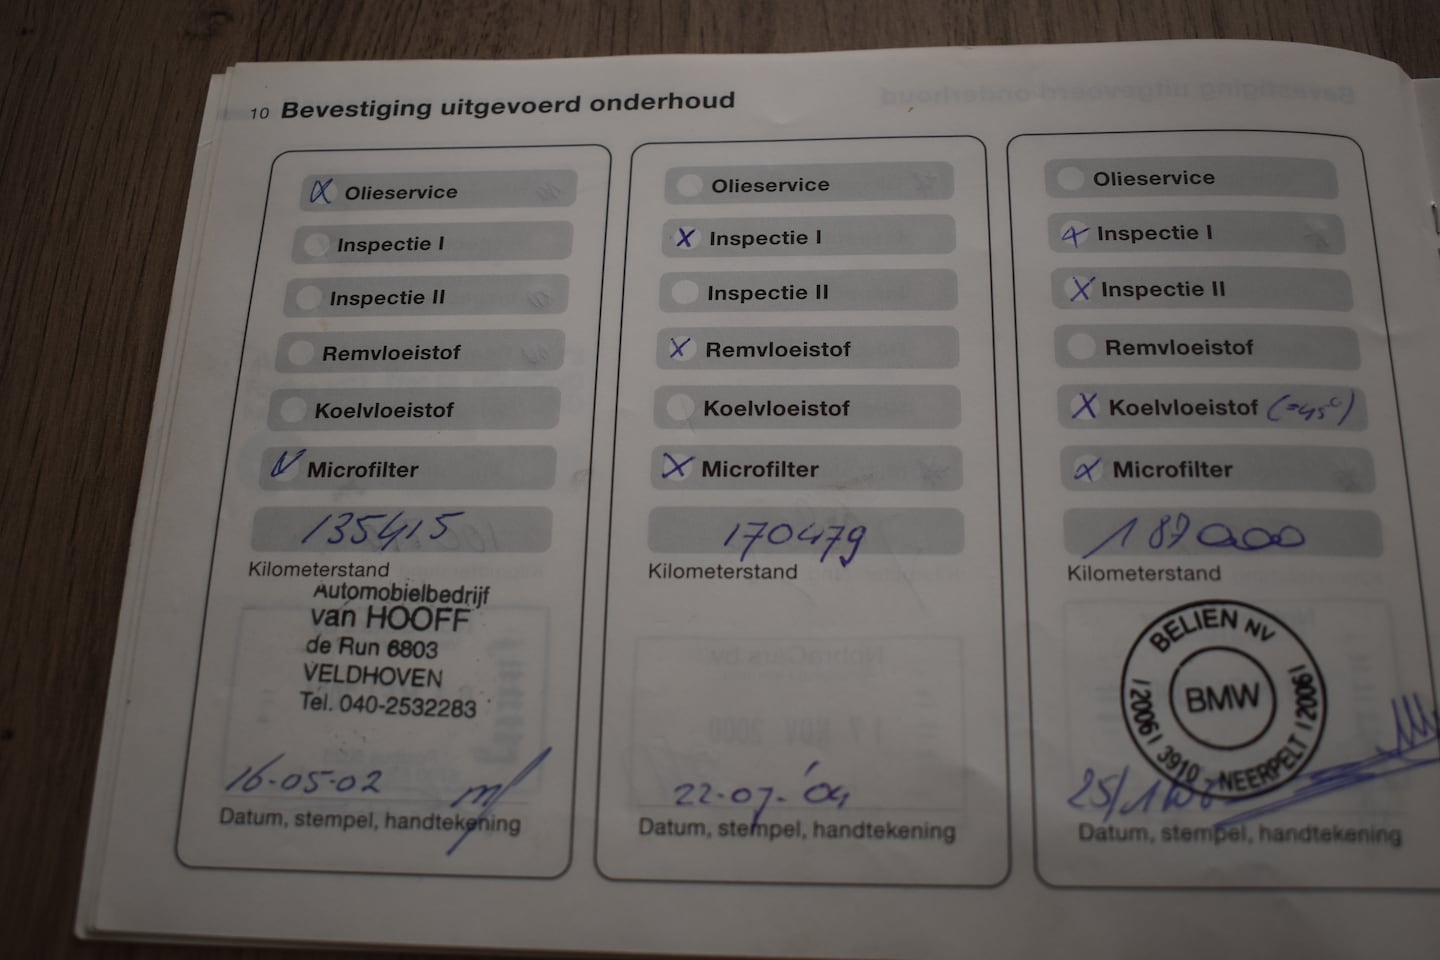 10 Bevestiging uitgevoerd onderhoud
Olieservice
Inspectie I
Inspectie II
Remvloeistof
Koelvloeistof
Microfilter
135415
Kilometerstand
Automobielbedrijf
van HOOFF
de Run 6803
VELDHOVEN
Tel. 040-2532283
16-05-02
Datum, stempel, handtekening
Olieservice
X Inspectie I
Inspectie II
X Remvloeistof
Koelvloeistof
X Microfilter
170479
Kilometerstand
22-07-'04
Datum, stempel, handtekening
Olieservice
Inspectie I
X Inspectie II
Remvloeistof
X Koelvloeistof (-45°)
Microfilter
187000
Kilometerstand
BELIEN NV
BMW
12061 3910 - NEERPELT 12061
Datum, stempel, handtekening